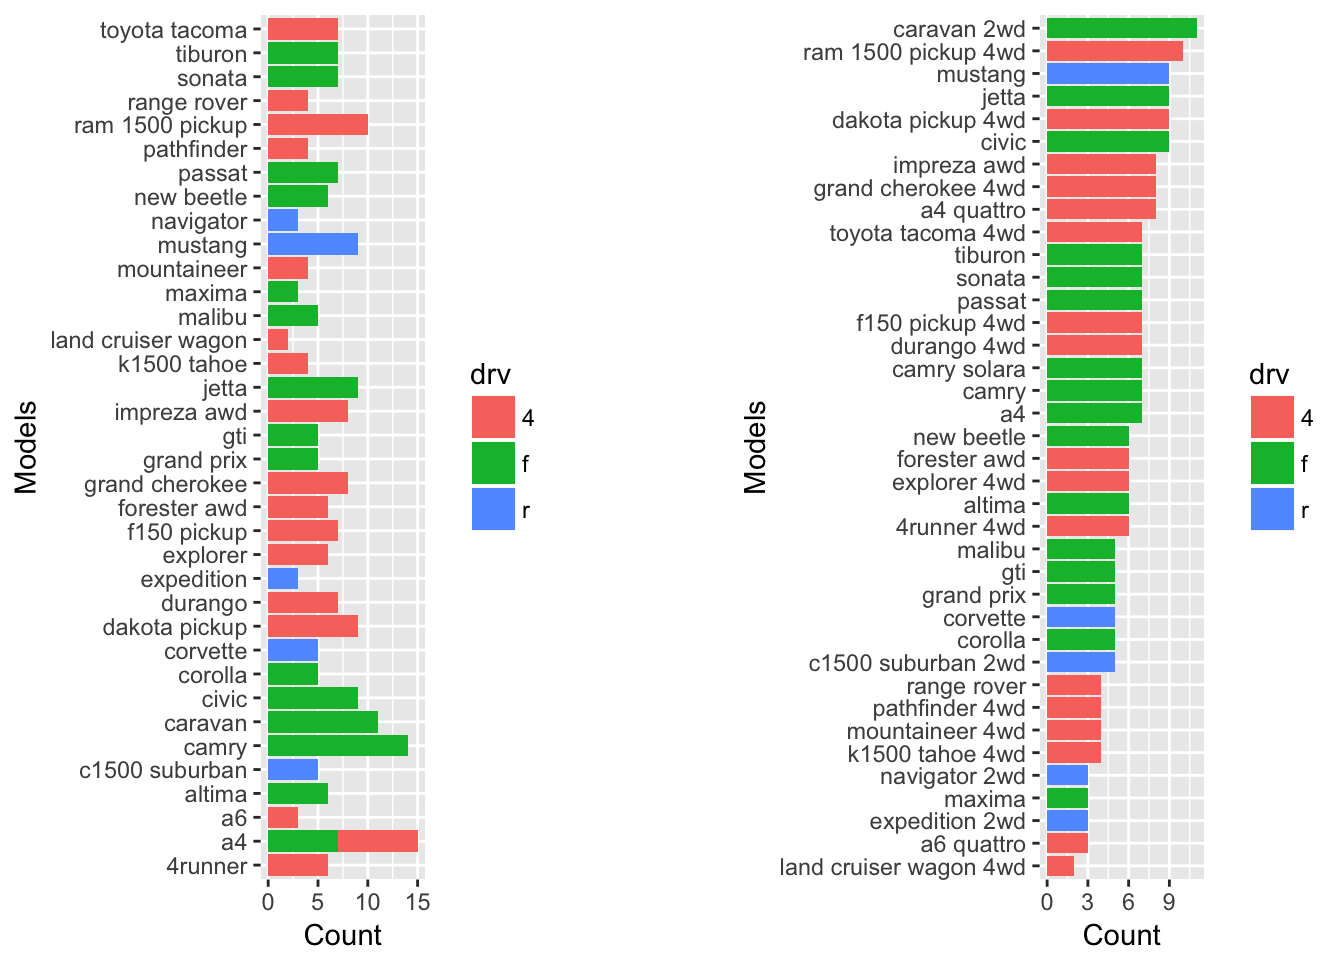 toyota tacoma
tiburon
sonata
range rover
ram 1500 pickup
pathfinder
passat
new beetle
navigator
mustang
mountaineer
maxima
malibu
land cruiser wagon
k1500 tahoe
jetta
impreza awd
gti
grand prix
grand cherokee
forester awd
f150 pickup
explorer
expedition
durango
dakota pickup
corvette
corolla
civic
caravan
camry
c1500 suburban
altima
a6
a4
4runner
Models
0 5 10 15
Count
drv
4
f
r
caravan 2wd
ram 1500 pickup 4wd
mustang
jetta
dakota pickup 4wd
civic
impreza awd
grand cherokee 4wd
a4 quattro
toyota tacoma 4wd
tiburon
sonata
passat
f150 pickup 4wd
durango 4wd
camry solara
camry
a4
new beetle
forester awd
explorer 4wd
altima
4runner 4wd
malibu
gti
grand prix
corvette
corolla
c1500 suburban 2wd
range rover
pathfinder 4wd
mountaineer 4wd
k1500 tahoe 4wd
navigator 2wd
maxima
expedition 2wd
a6 quattro
land cruiser wagon 4wd
Models
0 3 6 9
Count
drv
4
f
r